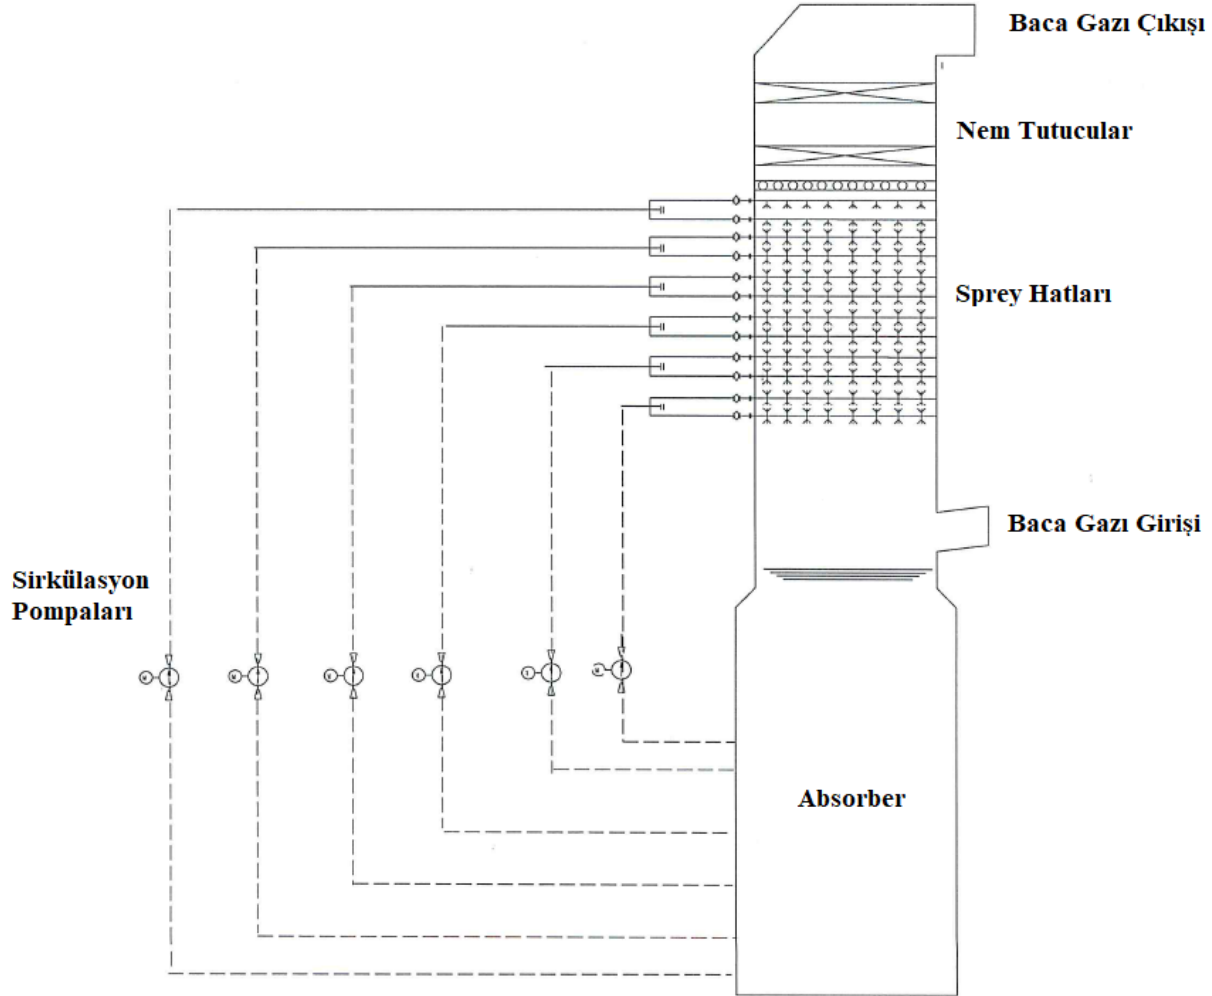 Baca Gazı Çıkışı
Nem Tutucular
Sprey Hatları
Baca Gazı Girişi
Sirkülasyon
Pompaları
Absorber